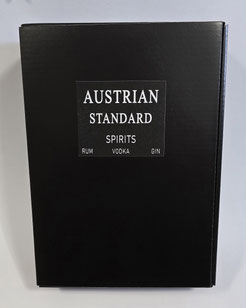 AUSTRIAN
STANDARD
SPIRITS
RUM VODKA GIN